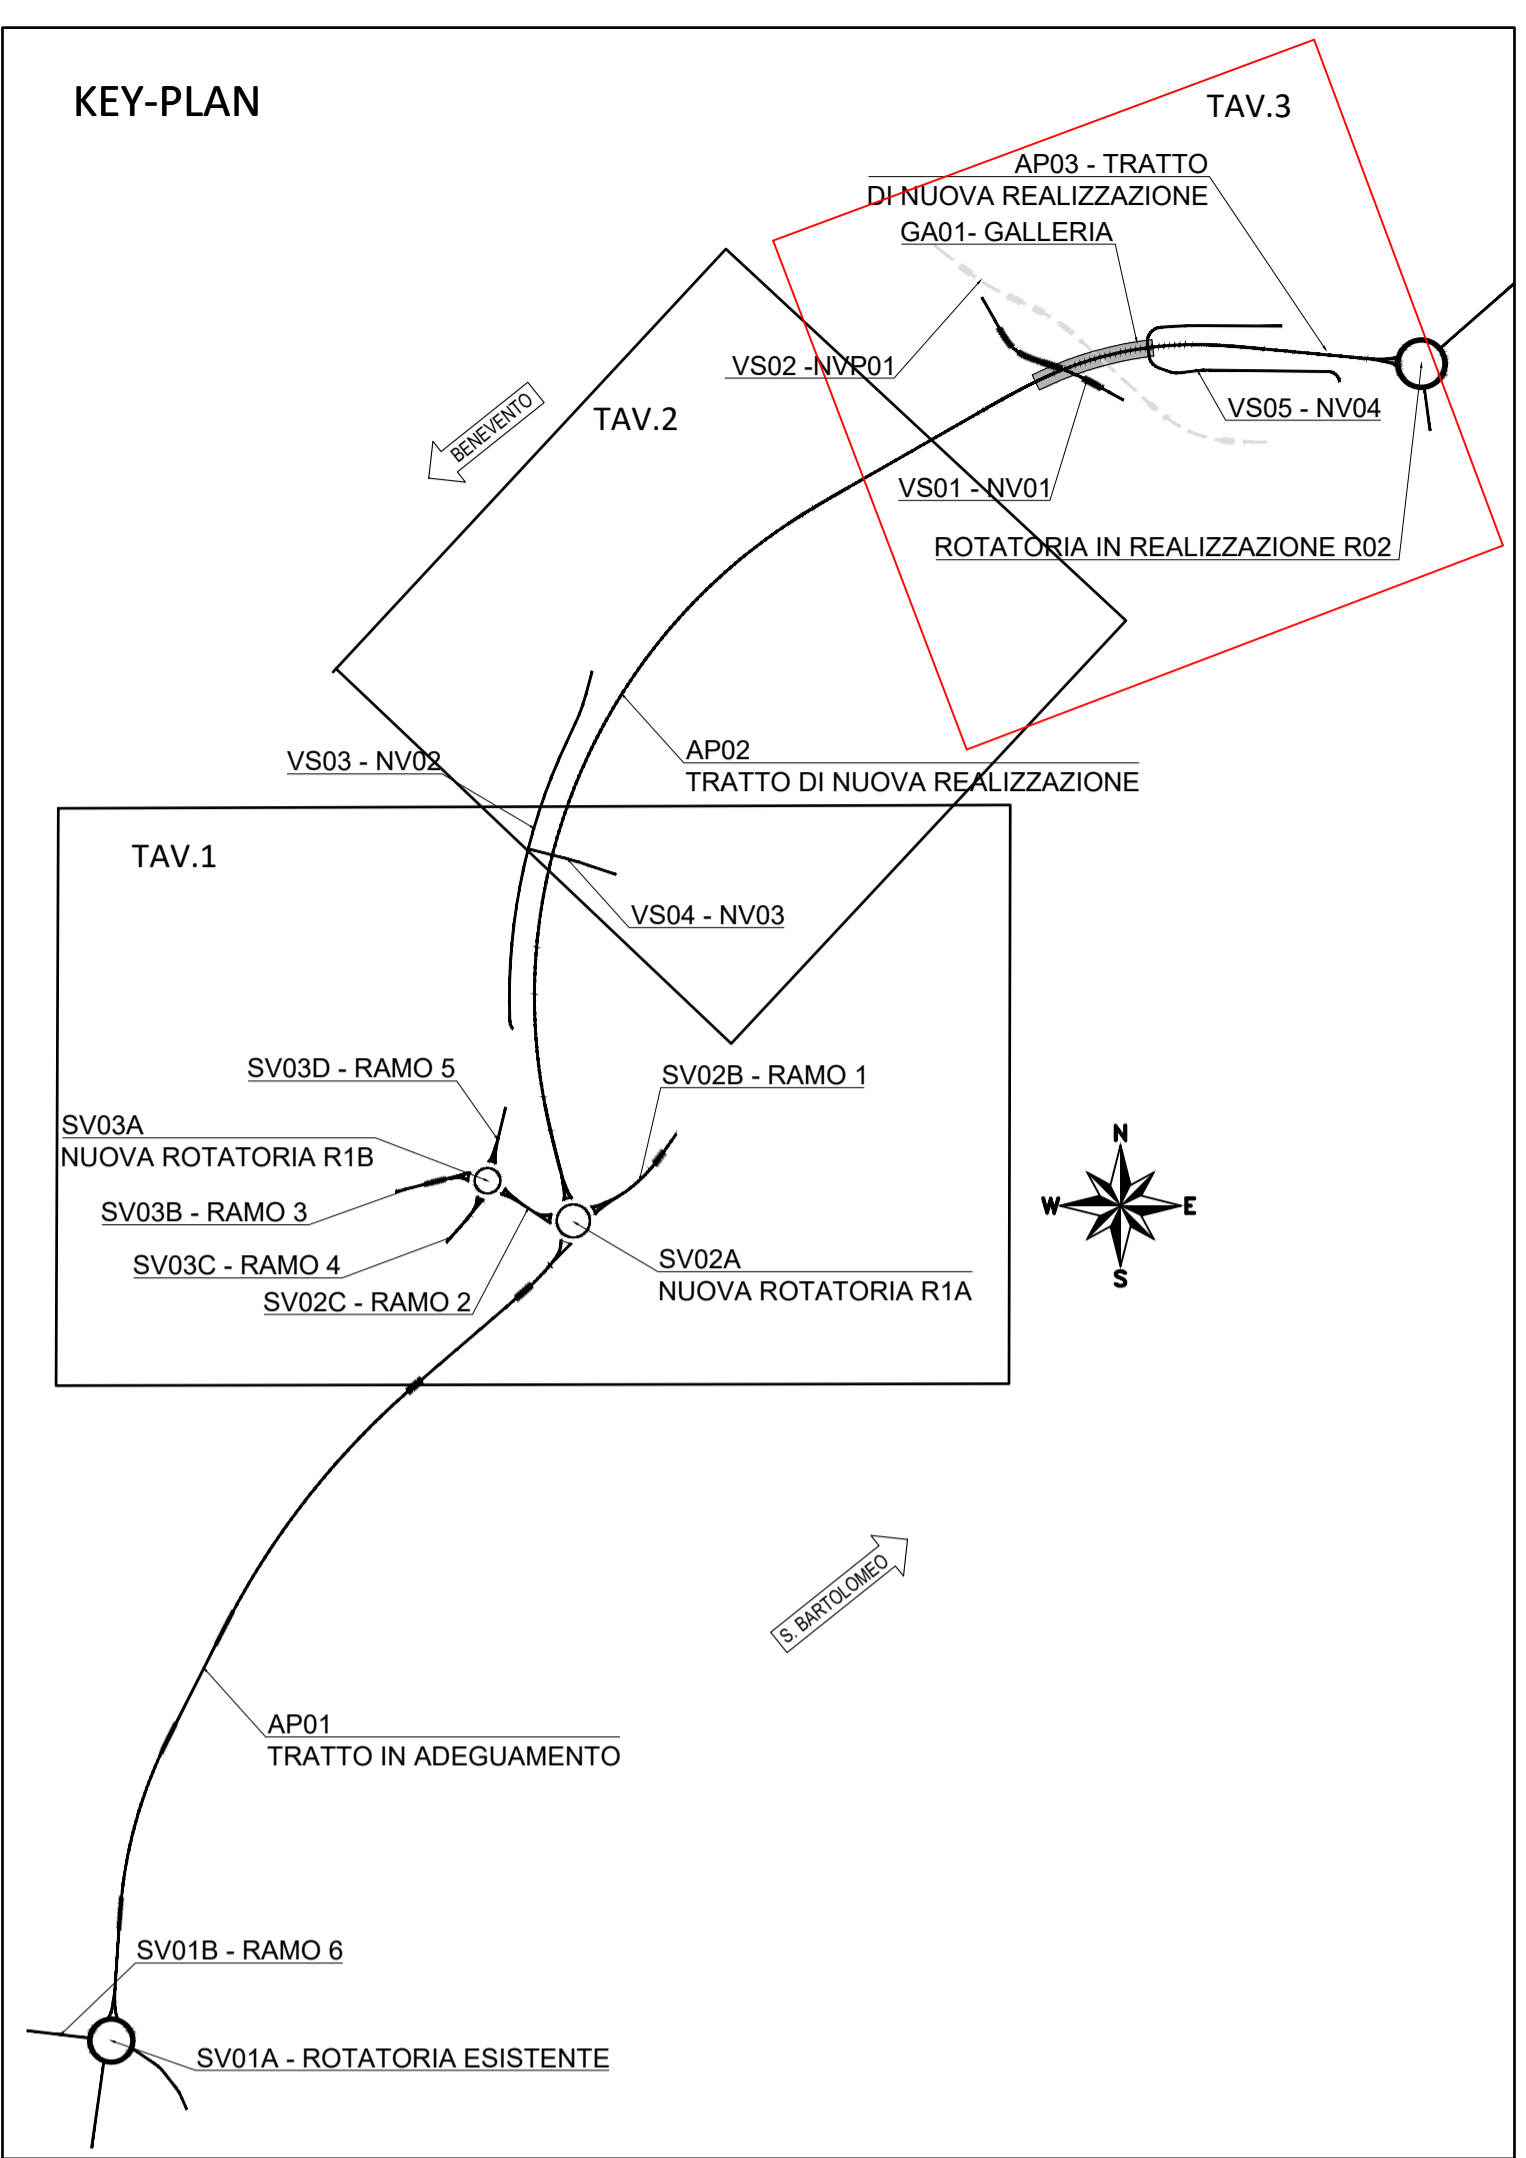 KEY-PLAN
TAV.3
AP03 - TRATTO
DI NUOVA REALIZZAZIONE
GA01- GALLERIA
VS02 -NVP01
BENEVENTO
TAV.2
VS05 - NV04
VS01 - NV01
ROTATORIA IN REALIZZAZIONE R02
VS03 - NV02
AP02
TRATTO DI NUOVA REALIZZAZIONE
TAV.1
VS04 - NV03
SV03D - RAMO 5
SV02B - RAMO 1
SV03A
NUOVA ROTATORIA R1B
SV03B - RAMO 3
SV03C - RAMO 4
SV02C - RAMO 2
SV02A
NUOVA ROTATORIA R1A
N
W
E
S
S. BARTOLOMEO
AP01
TRATTO IN ADEGUAMENTO
SV01B - RAMO 6
SV01A - ROTATORIA ESISTENTE